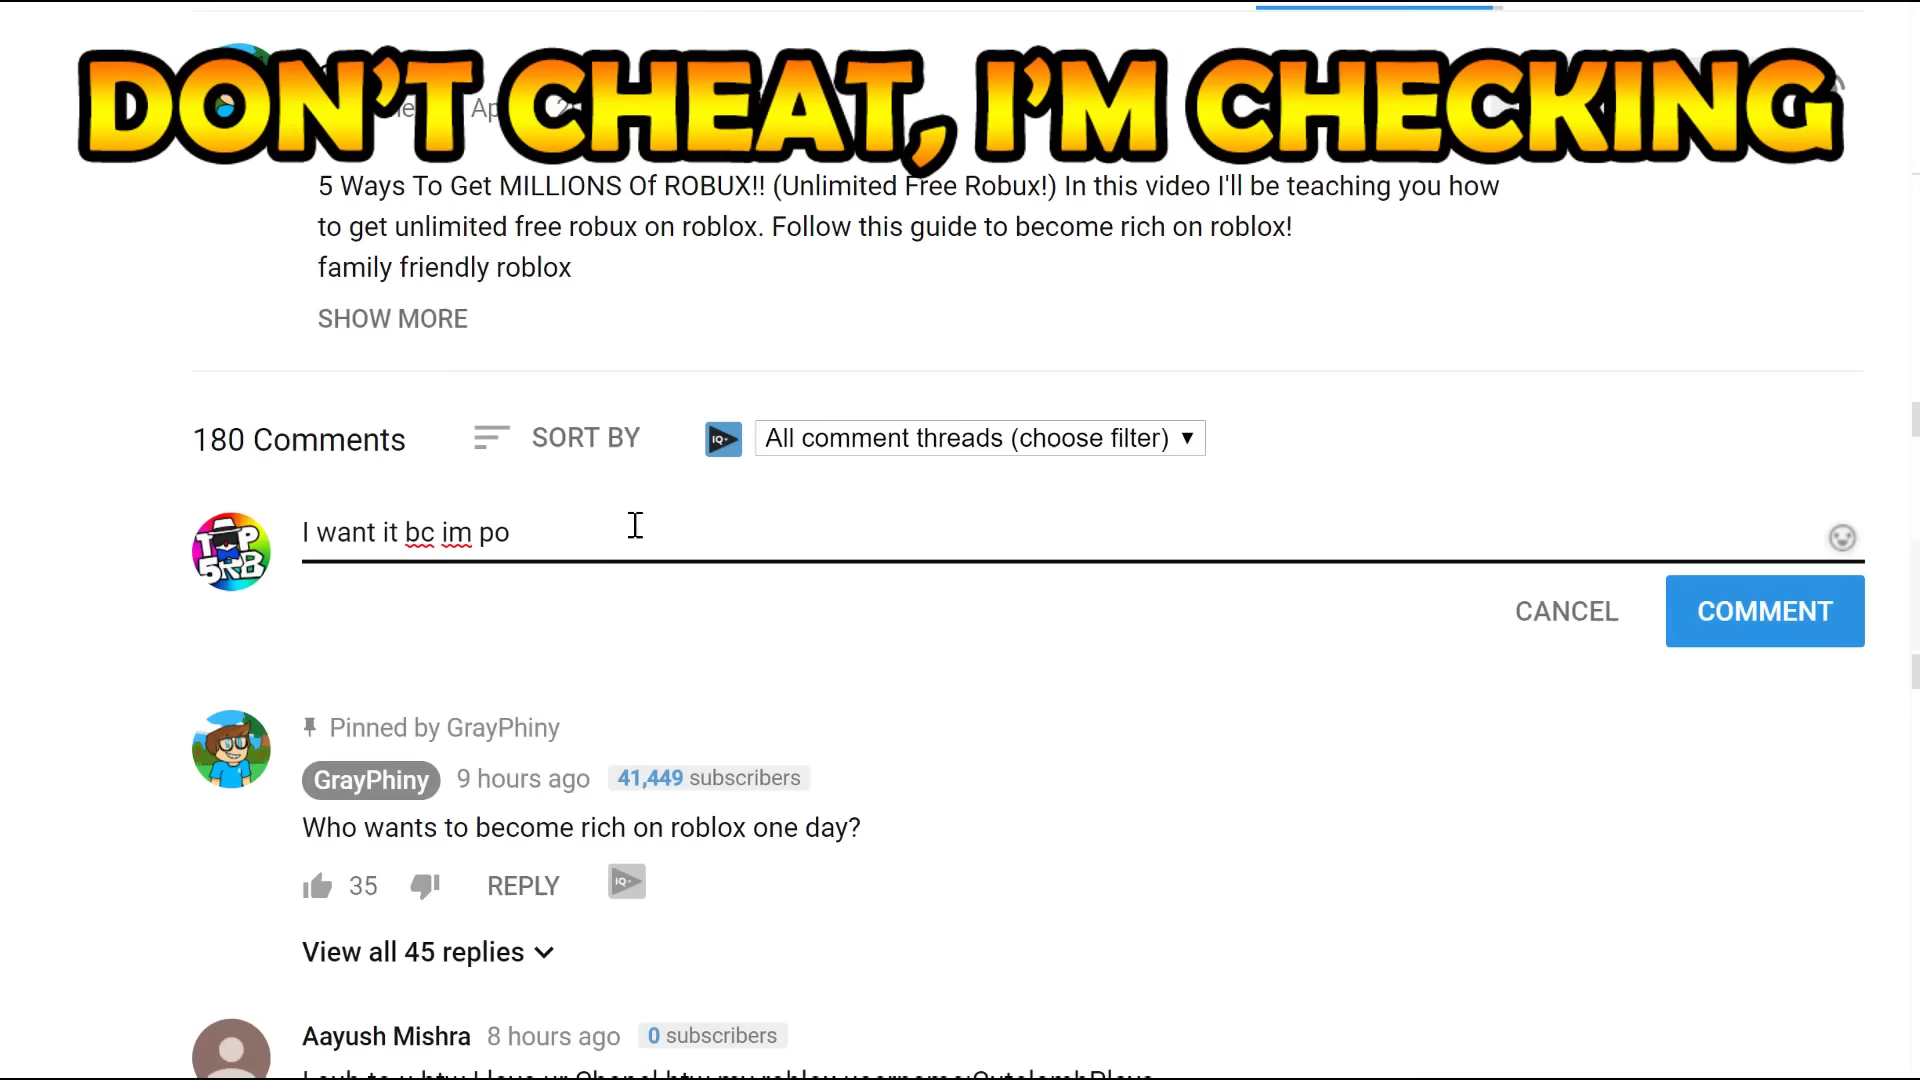 DON'T CHEAT, I'M CHECKING
5 Ways To Get MILLIONS Of ROBUX!! (Unlimited Free Robux!) In this video I'll be teaching you how
to get unlimited free robux on roblox. Follow this guide to become rich on roblox!
family friendly roblox
SHOW MORE
180 Comments SORT BY IQ+ All comment threads (choose filter) ▼
TOP 5RB
I want it bc im po
CANCEL COMMENT
Pinned by GrayPhiny
GrayPhiny 9 hours ago 41,449 subscribers
Who wants to become rich on roblox one day?
35 REPLY IQ+
View all 45 replies
Aayush Mishra 8 hours ago 0 subscribers